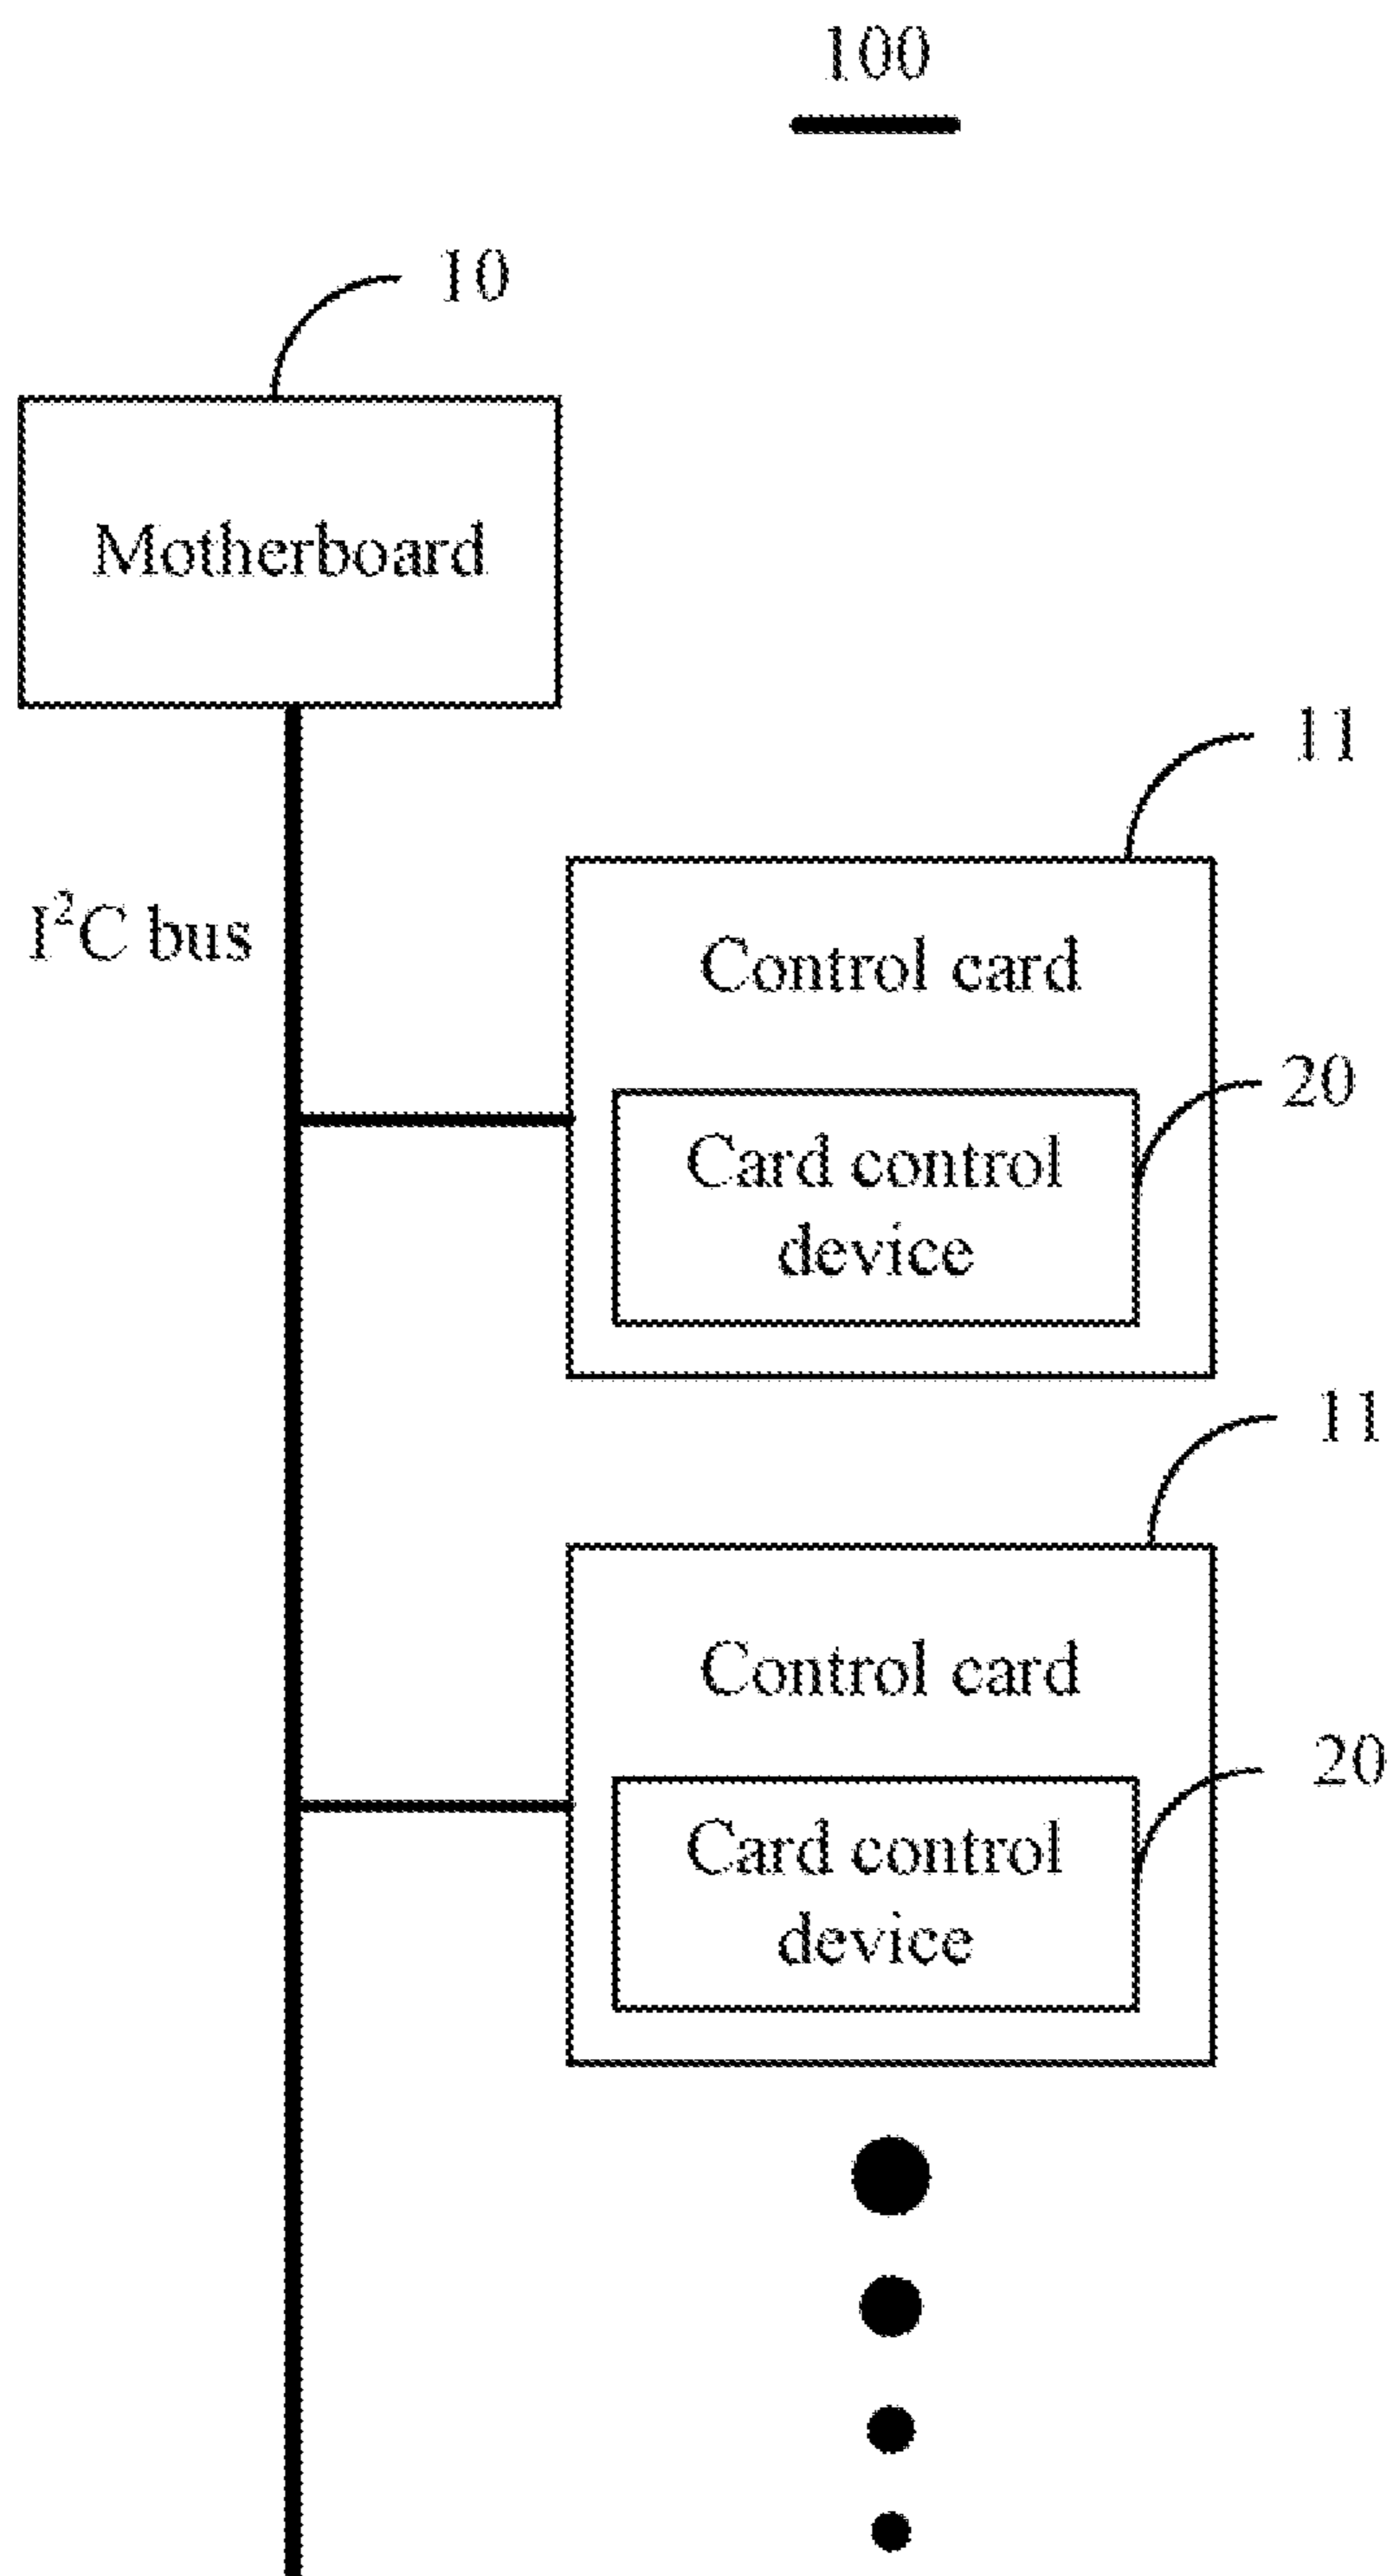 100
10
Motherboard
11
I²C bus
Control card
20
Card control
device
11
Control card
20
Card control
device